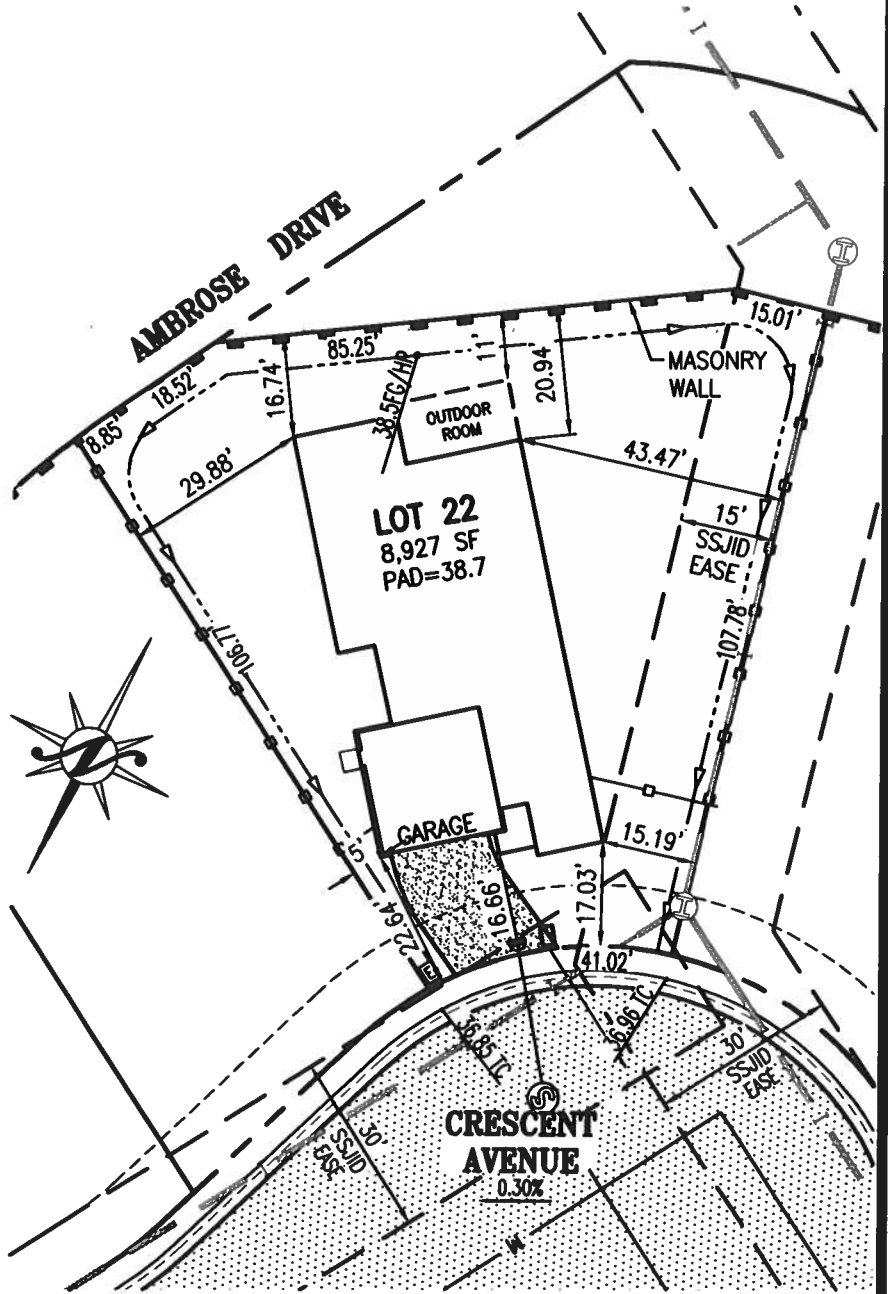 I
I
AMBROSE DRIVE
15.01'
85.25'
11'
20.94
MASONRY
WALL
18.52'
16.74'
38.5FG/HP
8.85'
OUTDOOR
ROOM
29.88'
43.47'
LOT 22
8,927 SF
PAD=38.7
15'
SSJID
EASE
106.77
107.78'
GARAGE
5'
15.19'
16.66'
17.03'
I
22.64'
E
41.02'
36.85 TC
36.96 TC
30'
SSJID
EASE
S
CRESCENT
AVENUE
0.30%
30'
SSJID
EASE
I
W